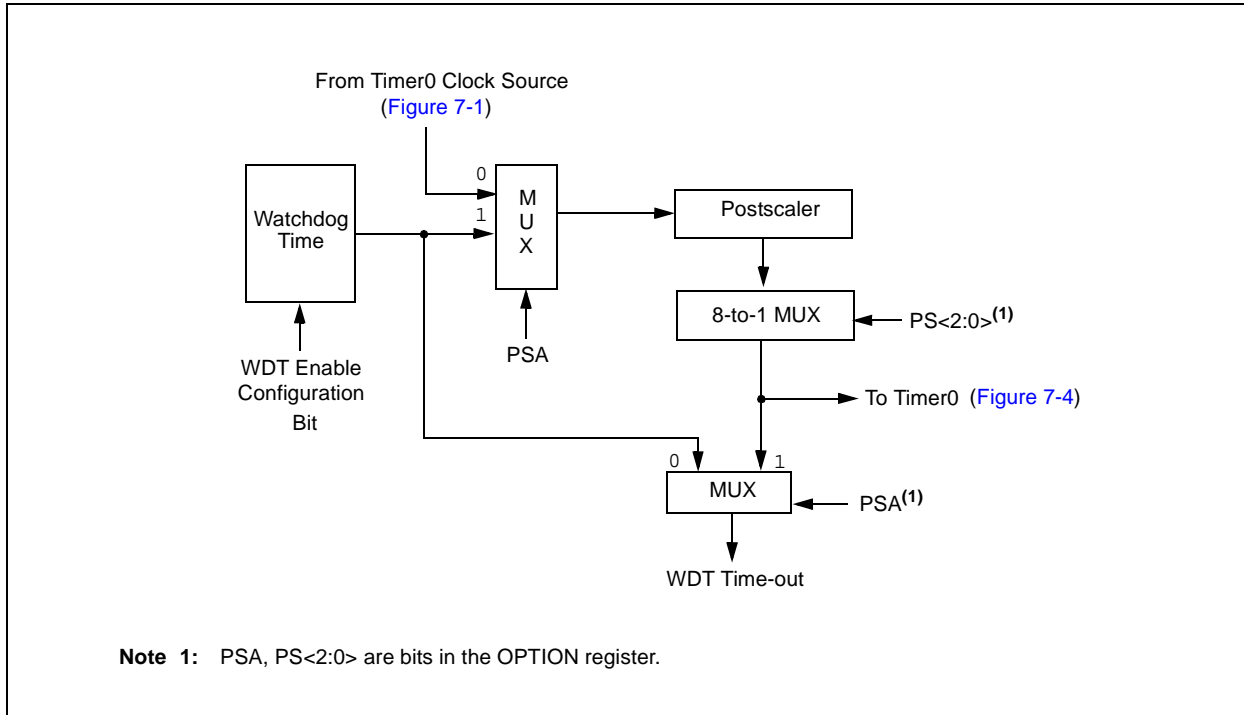 From Timer0 Clock Source
(Figure 7-1)
0
1
M
U
X
Watchdog
Time
Postscaler
8-to-1 MUX
PS<2:0>(1)
PSA
WDT Enable
Configuration
Bit
To Timer0 (Figure 7-4)
0
1
MUX
PSA(1)
WDT Time-out
Note 1: PSA, PS<2:0> are bits in the OPTION register.